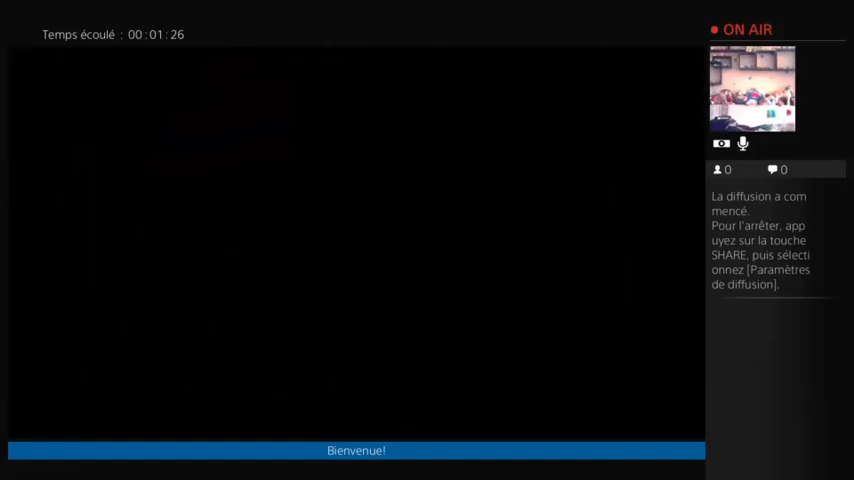 Temps écoulé : 00:01:26
ON AIR
0 0
La diffusion a com
mencé.
Pour l'arrêter, app
uyez sur la touche
SHARE, puis sélecti
onnez [Paramètres
de diffusion].
Bienvenue!